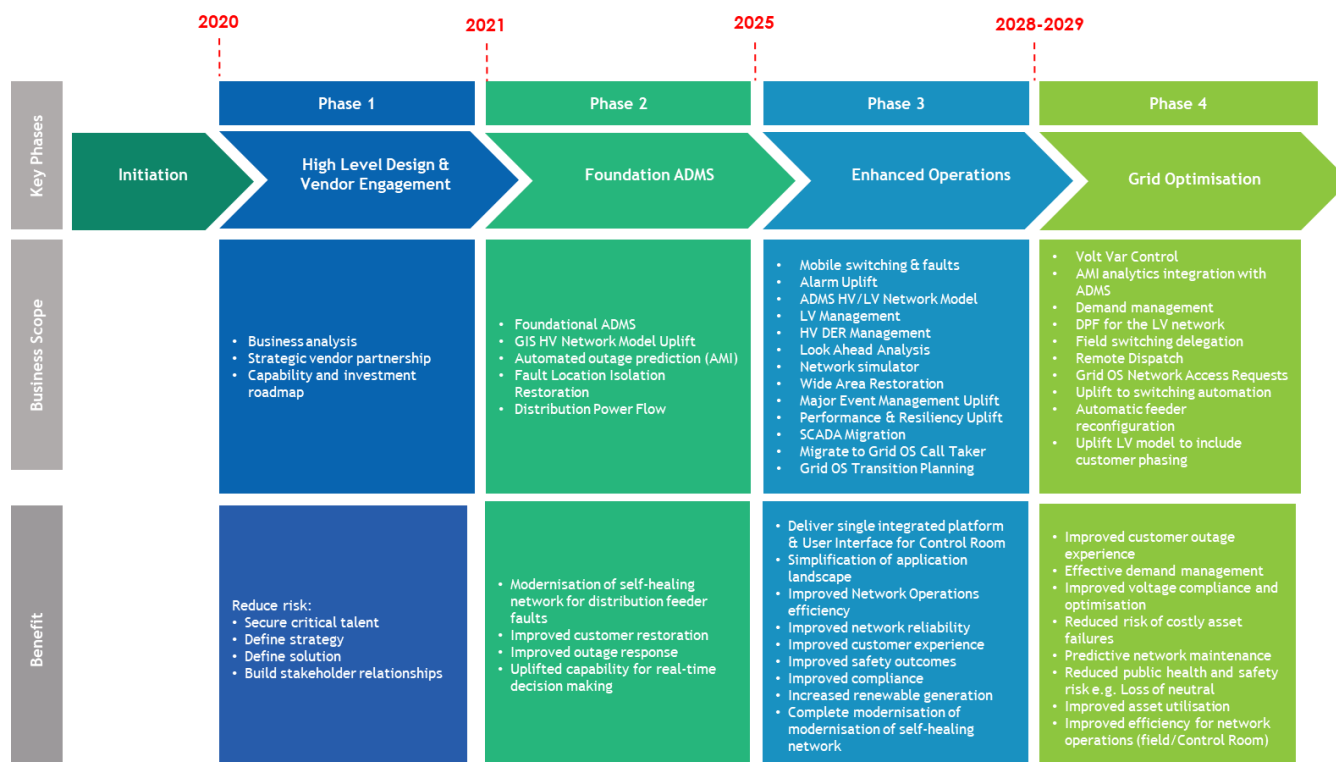 2020
2021
2025
2028-2029
Key Phases
Phase 1
Phase 2
Phase 3
Phase 4
Initiation
High Level Design &
Vendor Engagement
Foundation ADMS
Enhanced Operations
Grid Optimisation
Business Scope
• Business analysis
• Strategic vendor partnership
• Capability and investment
roadmap
• Foundational ADMS
• GIS HV Network Model Uplift
• Automated outage prediction (AMI)
• Fault Location Isolation
Restoration
• Distribution Power Flow
• Mobile switching & faults
• Alarm Uplift
• ADMS HV/LV Network Model
• LV Management
• HV DER Management
• Look Ahead Analysis
• Network simulator
• Wide Area Restoration
• Major Event Management Uplift
• Performance & Resiliency Uplift
• SCADA Migration
• Migrate to Grid OS Call Taker
• Grid OS Transition Planning
• Volt Var Control
• AMI analytics integration with
ADMS
• Demand management
• DPF for the LV network
• Field switching delegation
• Remote Dispatch
• Grid OS Network Access Requests
• Uplift to switching automation
• Automatic feeder
reconfiguration
• Uplift LV model to include
customer phasing
Benefit
Reduce risk:
• Secure critical talent
• Define strategy
• Define solution
• Build stakeholder relationships
• Modernisation of self-healing
network for distribution feeder
faults
• Improved customer restoration
• Improved outage response
• Uplifted capability for real-time
decision making
• Deliver single integrated platform
& User Interface for Control Room
• Simplification of application
landscape
• Improved Network Operations
efficiency
• Improved network reliability
• Improved customer experience
• Improved safety outcomes
• Improved compliance
• Increased renewable generation
• Complete modernisation of
modernisation of self-healing
network
• Improved customer outage
experience
• Effective demand management
• Improved voltage compliance and
optimisation
• Reduced risk of costly asset
failures
• Predictive network maintenance
• Reduced public health and safety
risk e.g. Loss of neutral
• Improved asset utilisation
• Improved efficiency for network
operations (field/Control Room)